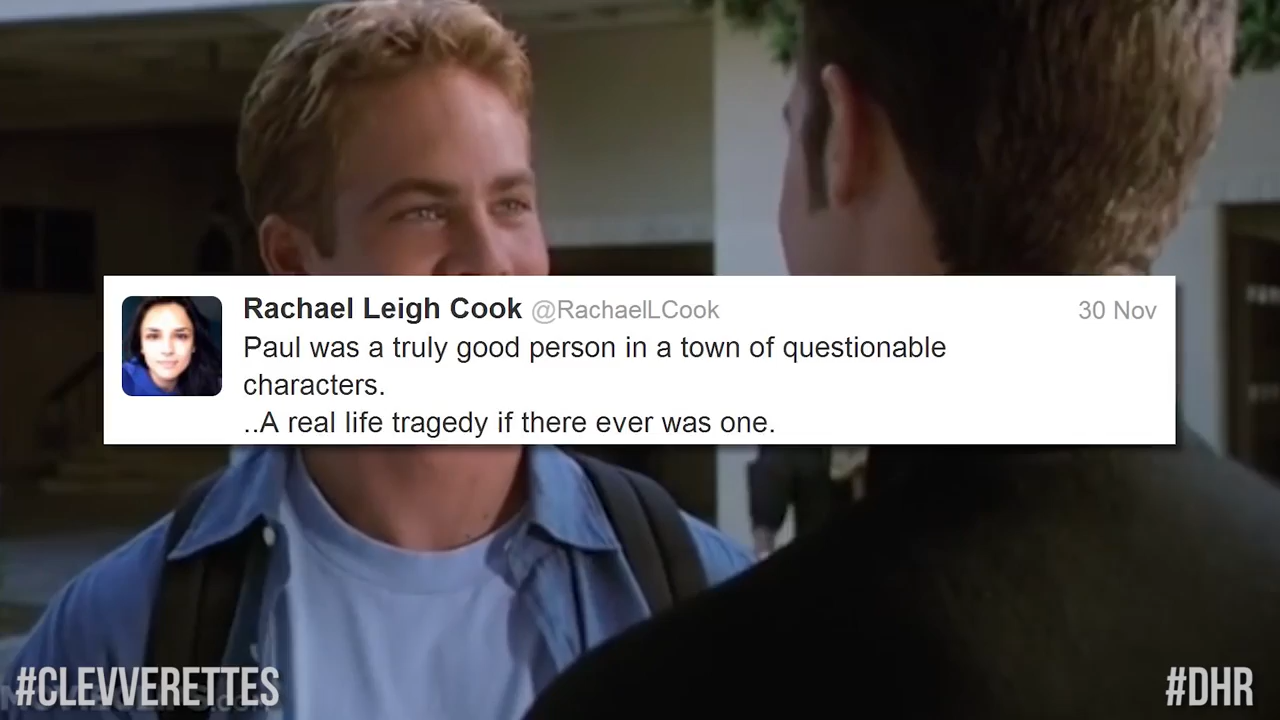 Rachael Leigh Cook @RachaelLCook 30 Nov
Paul was a truly good person in a town of questionable
characters.
..A real life tragedy if there ever was one.
#CLEVVERETTES #DHR